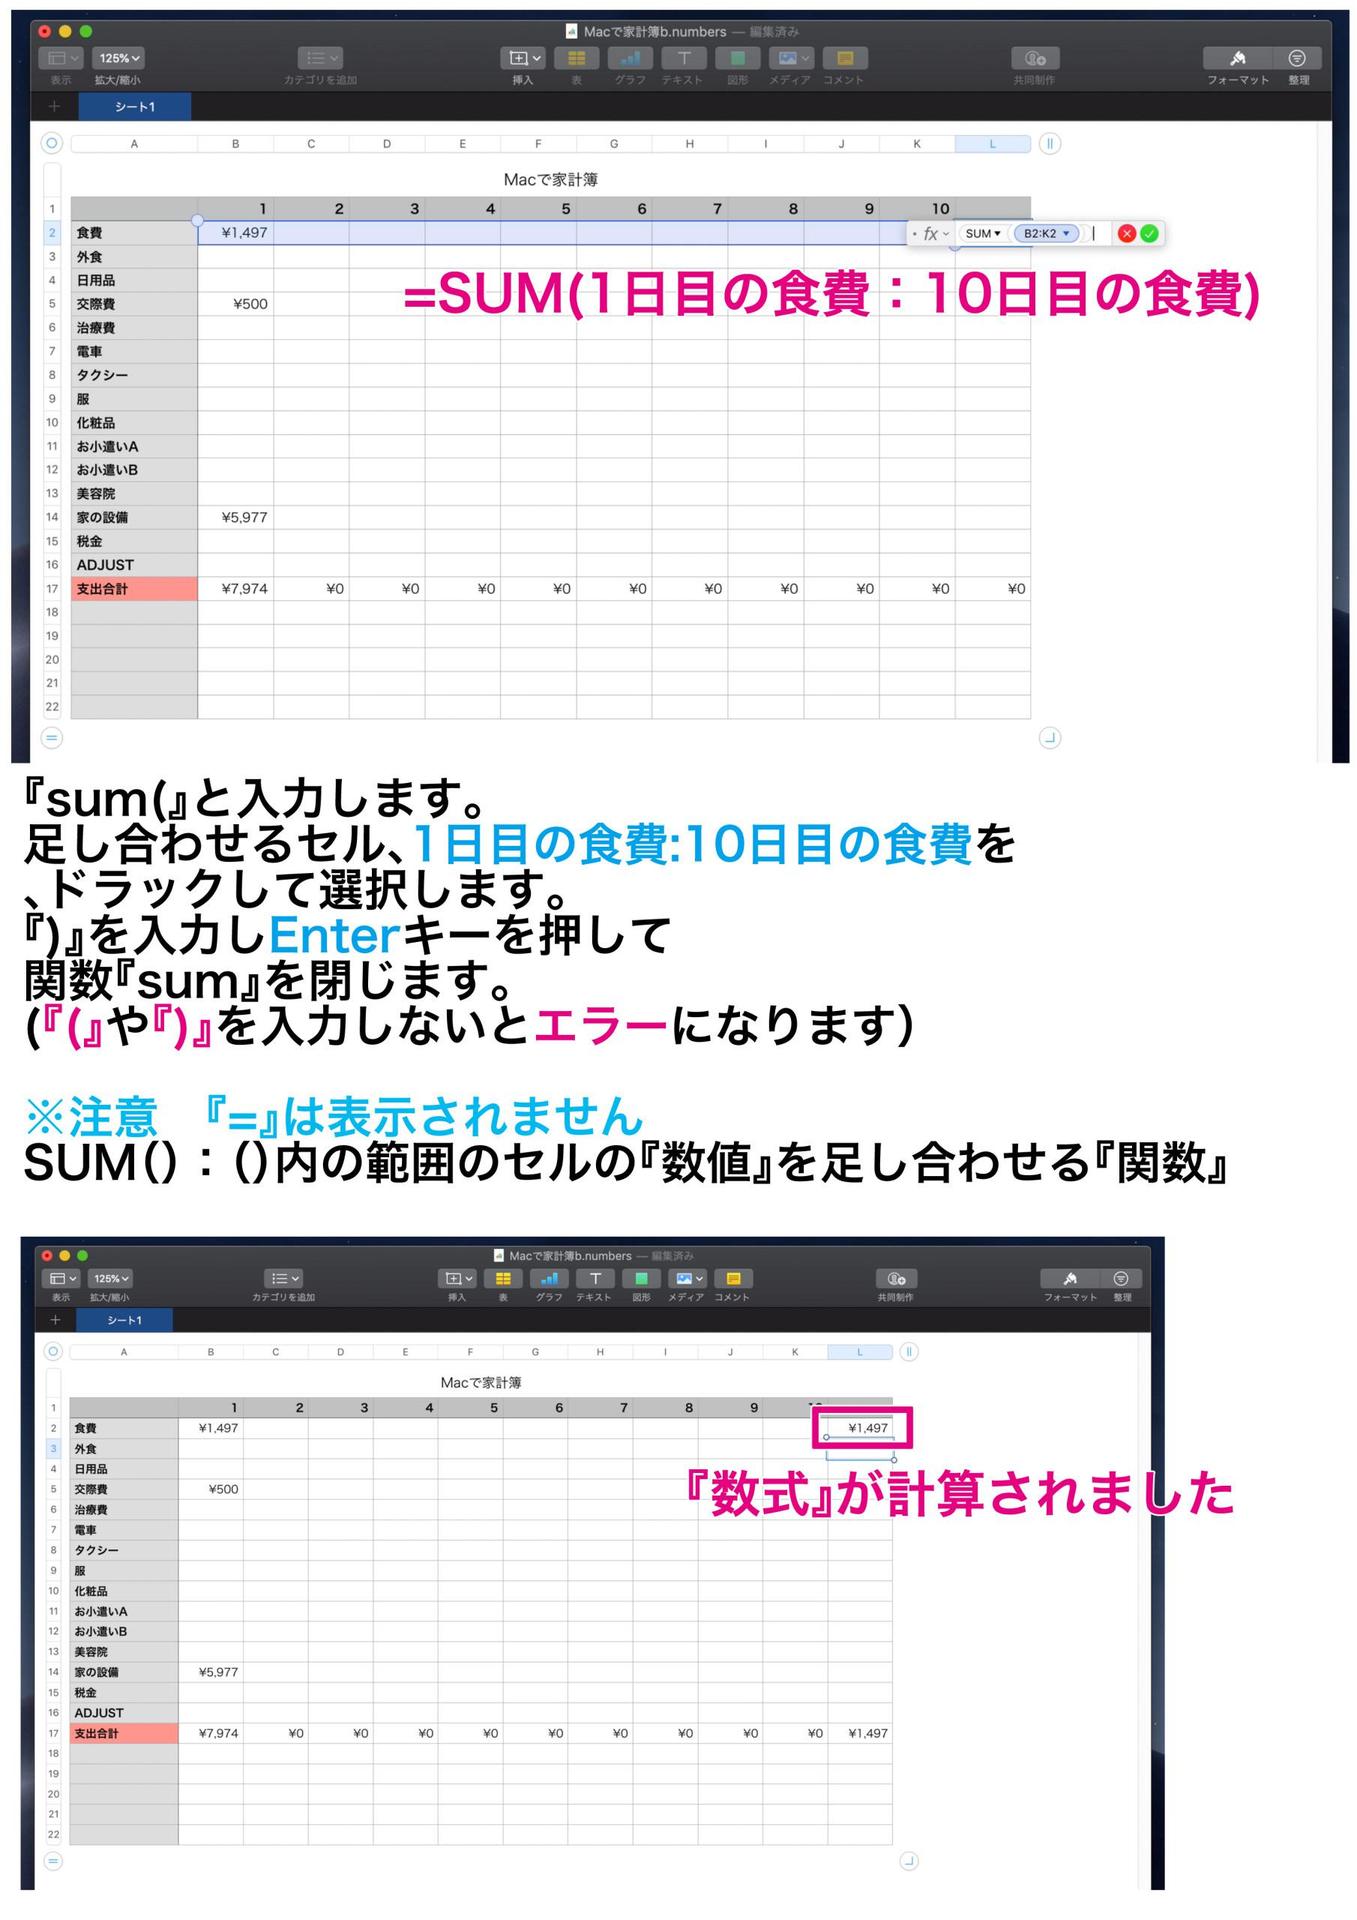 Macで家計簿b.numbers — 編集済み
125%
表示 拡大/縮小 カテゴリを追加 挿入 表 グラフ テキスト 図形 メディア コメント 共同制作 フォーマット 整理
+ シート1
A B C D E F G H I J K L
Macで家計簿
1 1 2 3 4 5 6 7 8 9 10
2 食費 ¥1,497 fx SUM B2:K2
3 外食
=SUM(1日目の食費：10日目の食費)
4 日用品
5 交際費 ¥500
6 治療費
7 電車
8 タクシー
9 服
10 化粧品
11 お小遣いA
12 お小遣いB
13 美容院
14 家の設備 ¥5,977
15 税金
16 ADJUST
17 支出合計 ¥7,974 ¥0 ¥0 ¥0 ¥0 ¥0 ¥0 ¥0 ¥0 ¥0 ¥0
18
19
20
21
22
『sum(』と入力します。
足し合わせるセル、1日目の食費:10日目の食費を
、ドラックして選択します。
『)』を入力しEnterキーを押して
関数『sum』を閉じます。
(『(』や『)』を入力しないとエラーになります）
※注意　『=』は表示されません
SUM()：()内の範囲のセルの『数値』を足し合わせる『関数』
Macで家計簿b.numbers — 編集済み
125%
表示 拡大/縮小 カテゴリを追加 挿入 表 グラフ テキスト 図形 メディア コメント 共同制作 フォーマット 整理
+ シート1
A B C D E F G H I J K L
Macで家計簿
1 1 2 3 4 5 6 7 8 9
2 食費 ¥1,497 ¥1,497
3 外食
4 日用品
『数式』が計算されました
5 交際費 ¥500
6 治療費
7 電車
8 タクシー
9 服
10 化粧品
11 お小遣いA
12 お小遣いB
13 美容院
14 家の設備 ¥5,977
15 税金
16 ADJUST
17 支出合計 ¥7,974 ¥0 ¥0 ¥0 ¥0 ¥0 ¥0 ¥0 ¥0 ¥0 ¥1,497
18
19
20
21
22